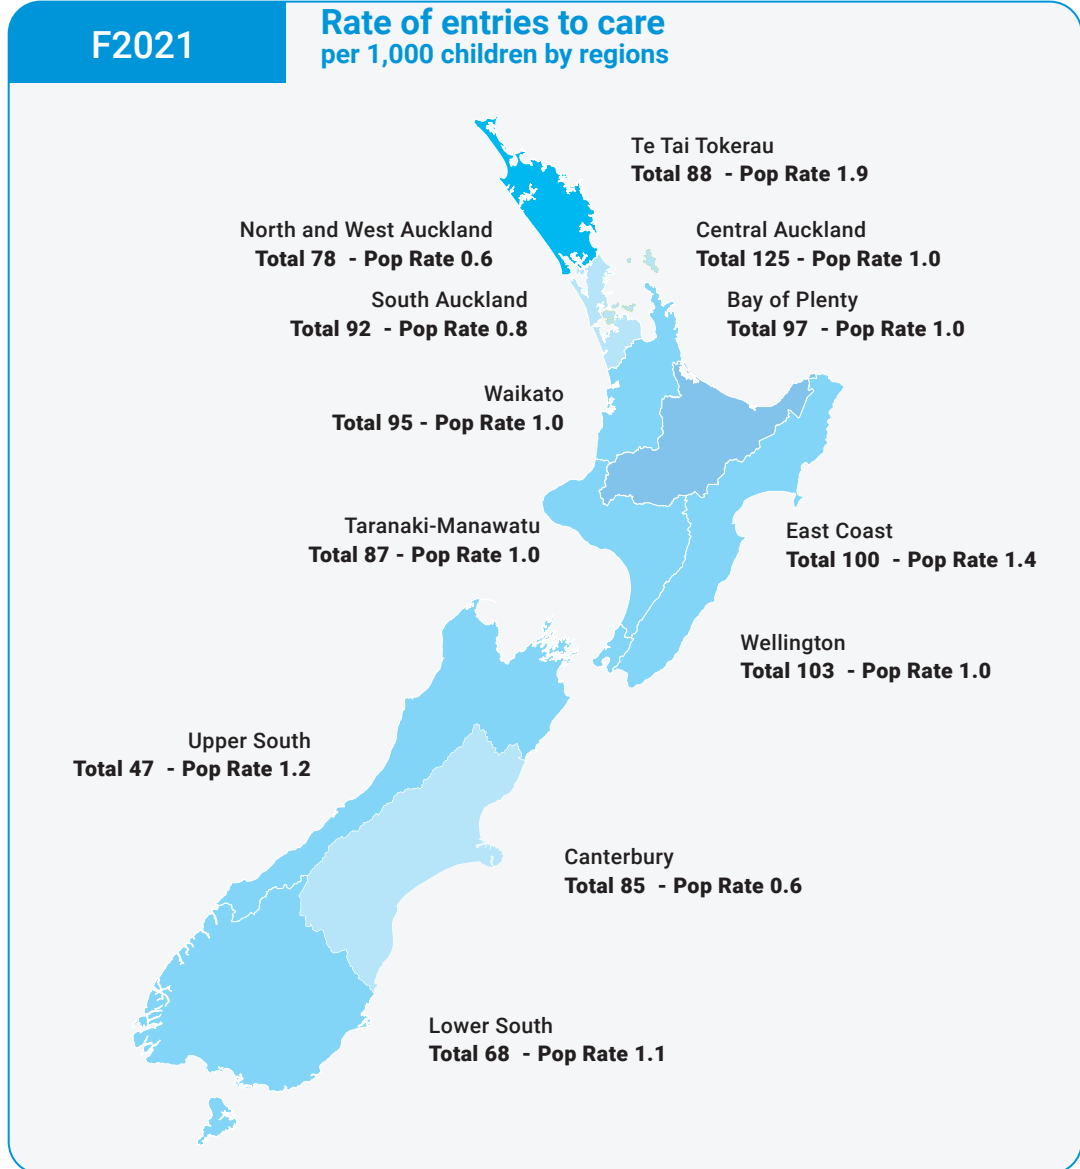 F2021
Rate of entries to care
per 1,000 children by regions
Te Tai Tokerau
Total 88 - Pop Rate 1.9
North and West Auckland
Total 78 - Pop Rate 0.6
Central Auckland
Total 125 - Pop Rate 1.0
South Auckland
Total 92 - Pop Rate 0.8
Bay of Plenty
Total 97 - Pop Rate 1.0
Waikato
Total 95 - Pop Rate 1.0
Taranaki-Manawatu
Total 87 - Pop Rate 1.0
East Coast
Total 100 - Pop Rate 1.4
Wellington
Total 103 - Pop Rate 1.0
Upper South
Total 47 - Pop Rate 1.2
Canterbury
Total 85 - Pop Rate 0.6
Lower South
Total 68 - Pop Rate 1.1